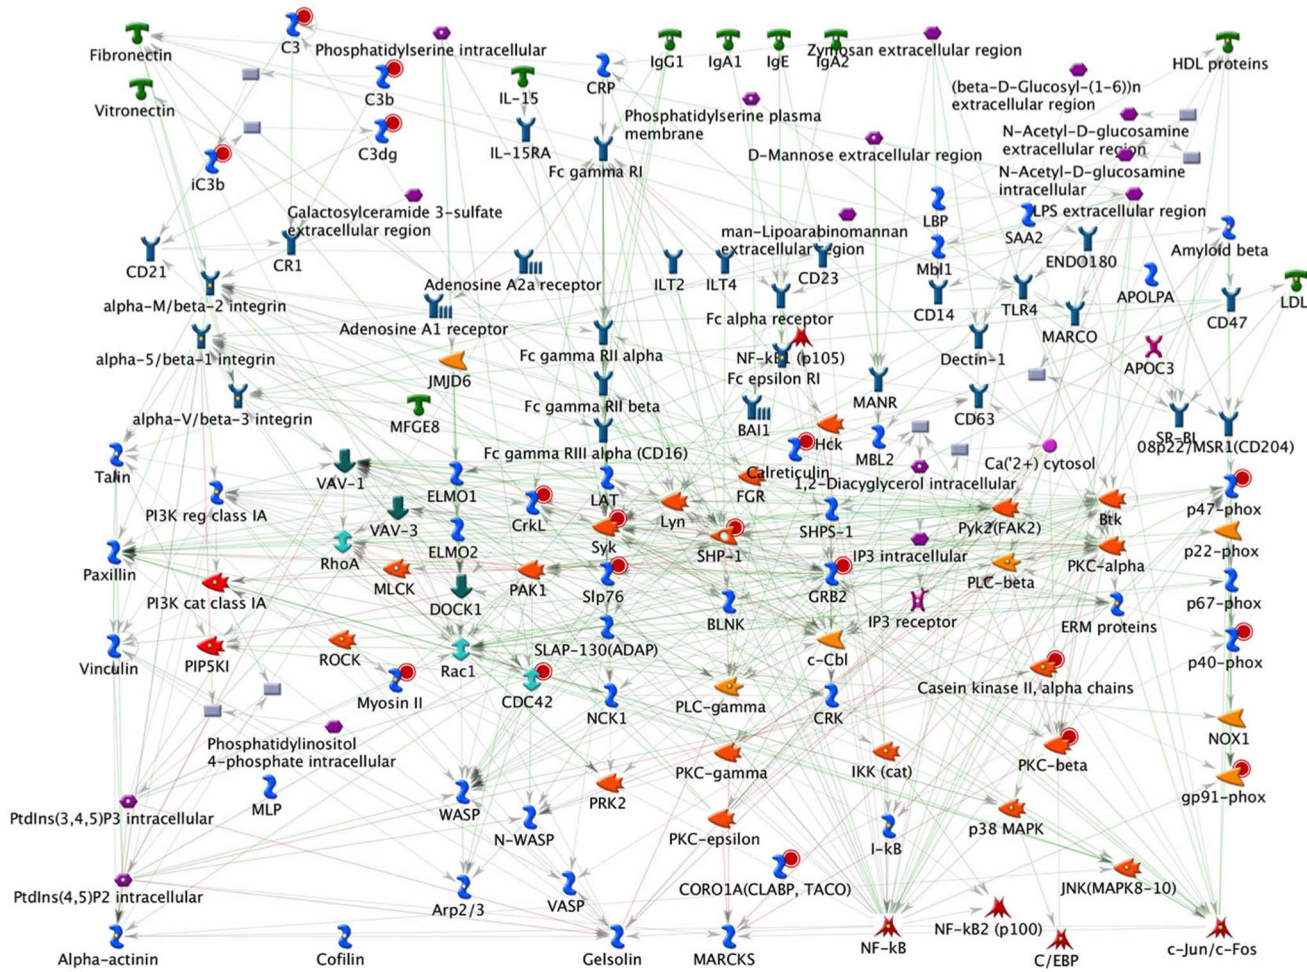 Fibronectin
C3
Phosphatidylserine intracellular
CRP
IgG1
IgA1
IgE
IgA2
Zymosan extracellular region
HDL proteins
Vitronectin
C3b
IL-15
(beta-D-Glucosyl-(1-6))n
extracellular region
Phosphatidylserine plasma
membrane
C3dg
IL-15RA
Fc gamma RI
D-Mannose extracellular region
N-Acetyl-D-glucosamine
extracellular region
iC3b
N-Acetyl-D-glucosamine
intracellular
Galactosylceramide 3-sulfate
extracellular region
LBP
SAA2
LPS extracellular region
man-Lipoarabinomannan
extracellular region
CD21
CR1
Adenosine A2a receptor
ILT2
ILT4
CD23
Mbl1
ENDO180
Amyloid beta
alpha-M/beta-2 integrin
Adenosine A1 receptor
Fc alpha receptor
CD14
TLR4
MARCO
APOLPA
CD47
LDL
alpha-5/beta-1 integrin
Fc gamma RII alpha
NF-kB1 (p105)
Fc epsilon RI
Dectin-1
APOC3
JMJD6
Fc gamma RII beta
MANR
CD63
alpha-V/beta-3 integrin
MFGE8
BAI1
Hck
SR-BI
08p22/MSR1(CD204)
Fc gamma RIII alpha (CD16)
MBL2
Ca('2+) cytosol
Talin
VAV-1
ELMO1
LAT
Calreticulin
FGR
1,2-Diacyglycerol intracellular
PI3K reg class IA
VAV-3
CrkL
Lyn
SHPS-1
Pyk2(FAK2)
Btk
p47-phox
Paxillin
RhoA
ELMO2
Syk
SHP-1
IP3 intracellular
PKC-alpha
p22-phox
PI3K cat class IA
MLCK
DOCK1
PAK1
Slp76
BLNK
GRB2
PLC-beta
IP3 receptor
ERM proteins
p67-phox
Vinculin
PIP5KI
ROCK
Rac1
SLAP-130(ADAP)
c-Cbl
p40-phox
Myosin II
CDC42
NCK1
PLC-gamma
CRK
Casein kinase II, alpha chains
Phosphatidylinositol
4-phosphate intracellular
PKC-gamma
IKK (cat)
PKC-beta
NOX1
PtdIns(3,4,5)P3 intracellular
MLP
WASP
N-WASP
PRK2
PKC-epsilon
I-kB
p38 MAPK
gp91-phox
PtdIns(4,5)P2 intracellular
Arp2/3
VASP
CORO1A(CLABP, TACO)
JNK(MAPK8-10)
Alpha-actinin
Cofilin
Gelsolin
MARCKS
NF-kB
NF-kB2 (p100)
C/EBP
c-Jun/c-Fos